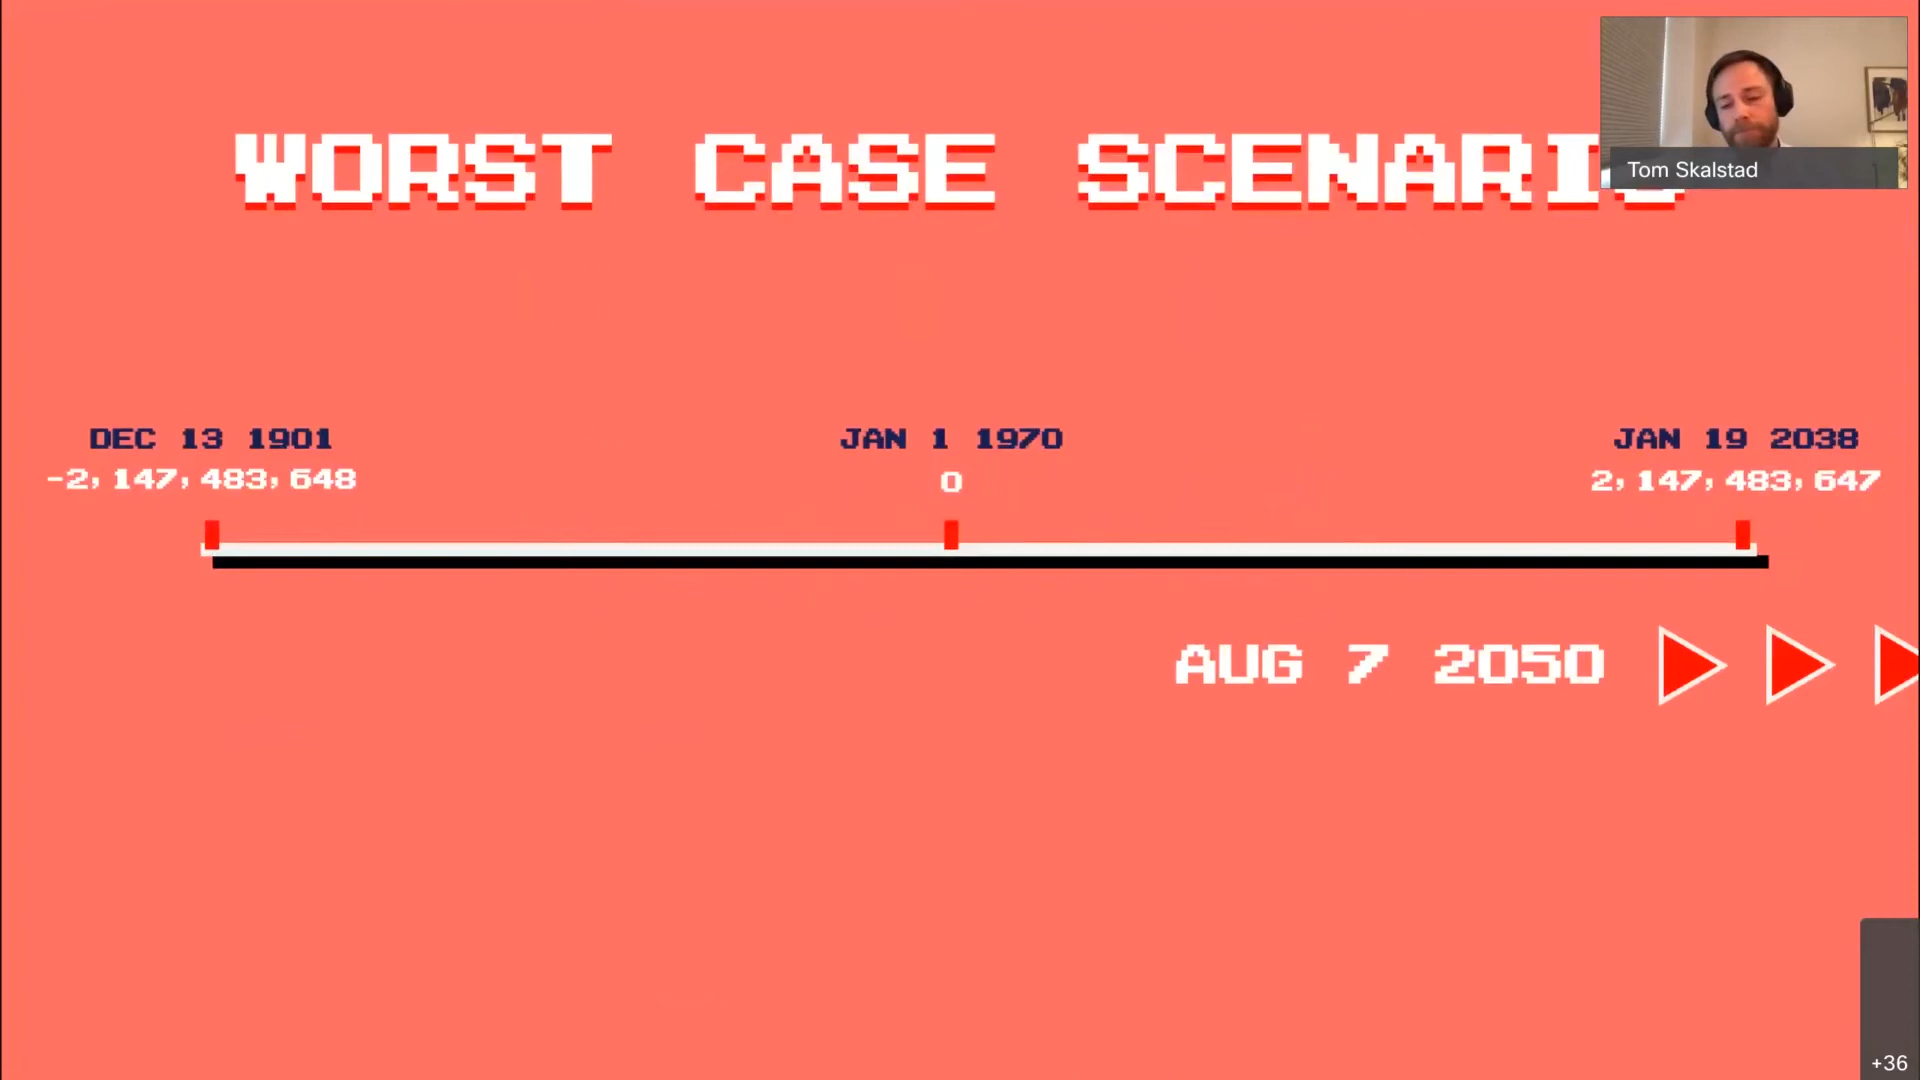 WORST CASE SCENARIO
Tom Skalstad
DEC 13 1901
-2,147,483,648
JAN 1 1970
0
JAN 19 2038
2,147,483,647
AUG 7 2050
+36